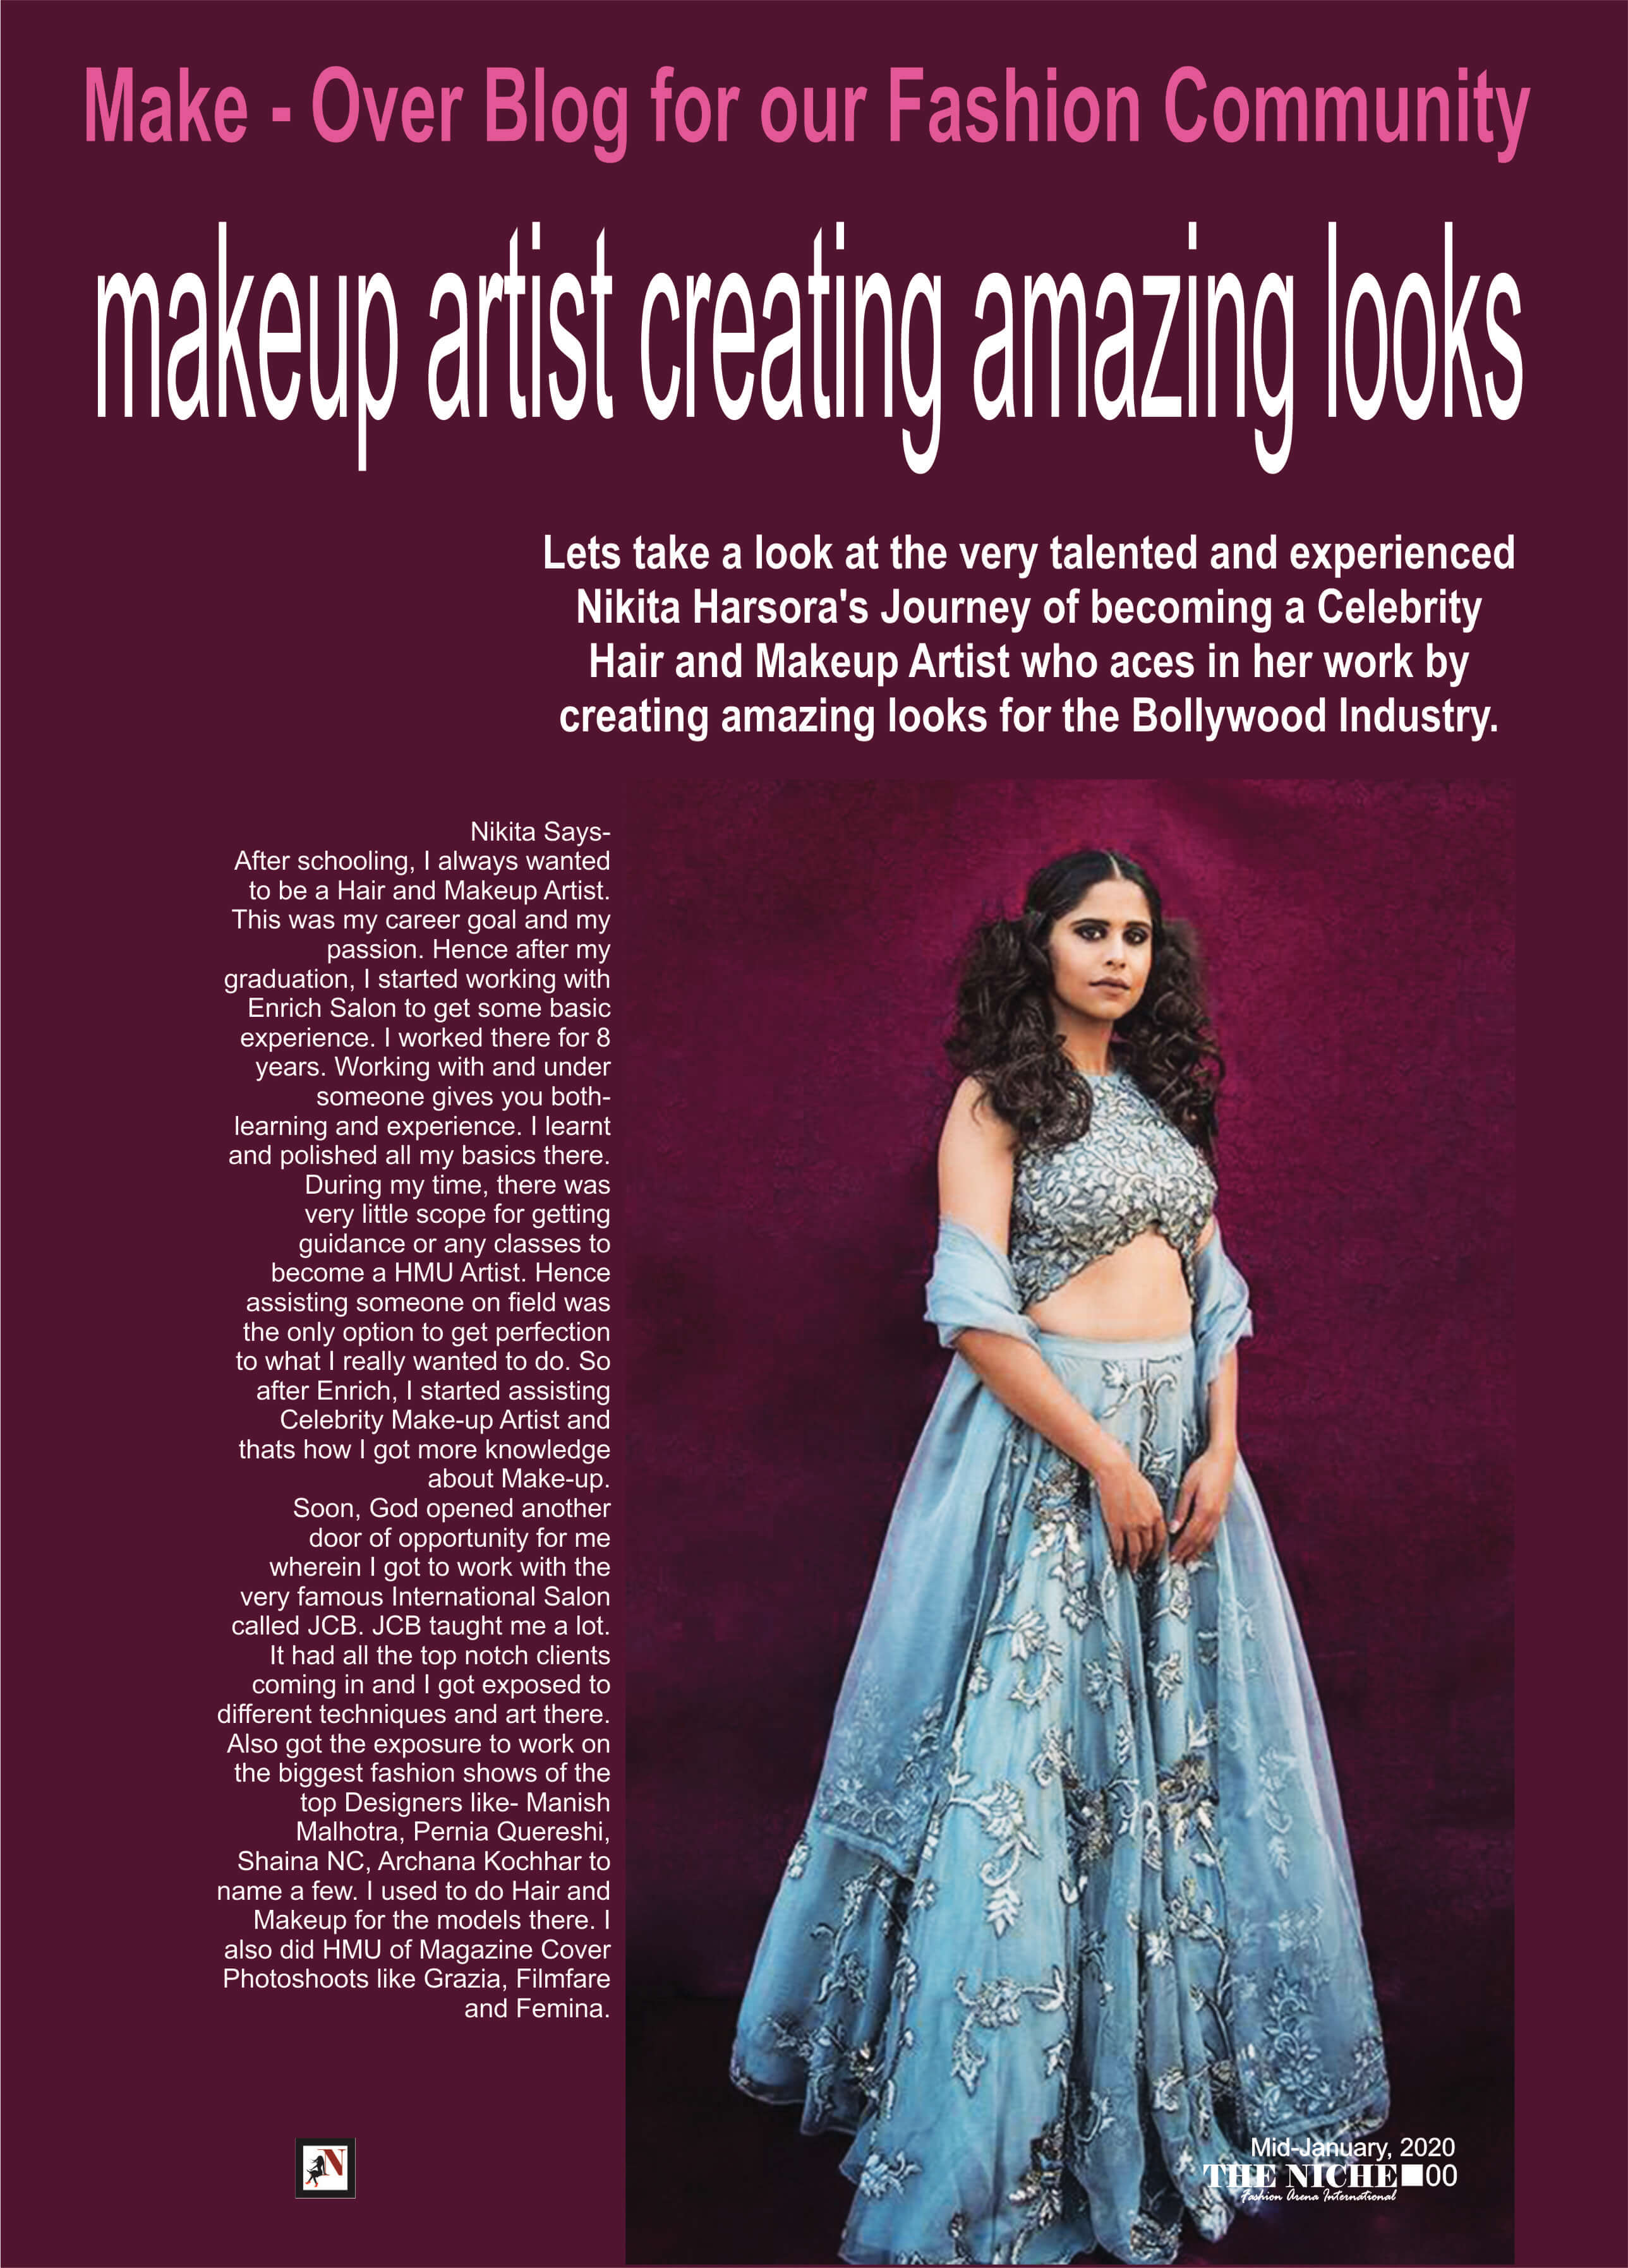 Make - Over Blog for our Fashion Community
makeup artist creating amazing looks
Lets take a look at the very talented and experienced
Nikita Harsora's Journey of becoming a Celebrity
Hair and Makeup Artist who aces in her work by
creating amazing looks for the Bollywood Industry.
Nikita Says-
After schooling, I always wanted
to be a Hair and Makeup Artist.
This was my career goal and my
passion. Hence after my
graduation, I started working with
Enrich Salon to get some basic
experience. I worked there for 8
years. Working with and under
someone gives you both-
learning and experience. I learnt
and polished all my basics there.
During my time, there was
very little scope for getting
guidance or any classes to
become a HMU Artist. Hence
assisting someone on field was
the only option to get perfection
to what I really wanted to do. So
after Enrich, I started assisting
Celebrity Make-up Artist and
thats how I got more knowledge
about Make-up.
Soon, God opened another
door of opportunity for me
wherein I got to work with the
very famous International Salon
called JCB. JCB taught me a lot.
It had all the top notch clients
coming in and I got exposed to
different techniques and art there.
Also got the exposure to work on
the biggest fashion shows of the
top Designers like- Manish
Malhotra, Pernia Quereshi,
Shaina NC, Archana Kochhar to
name a few. I used to do Hair and
Makeup for the models there. I
also did HMU of Magazine Cover
Photoshoots like Grazia, Filmfare
and Femina.
N
Mid-January, 2020
THE NICHE■00
Fashion Arena International